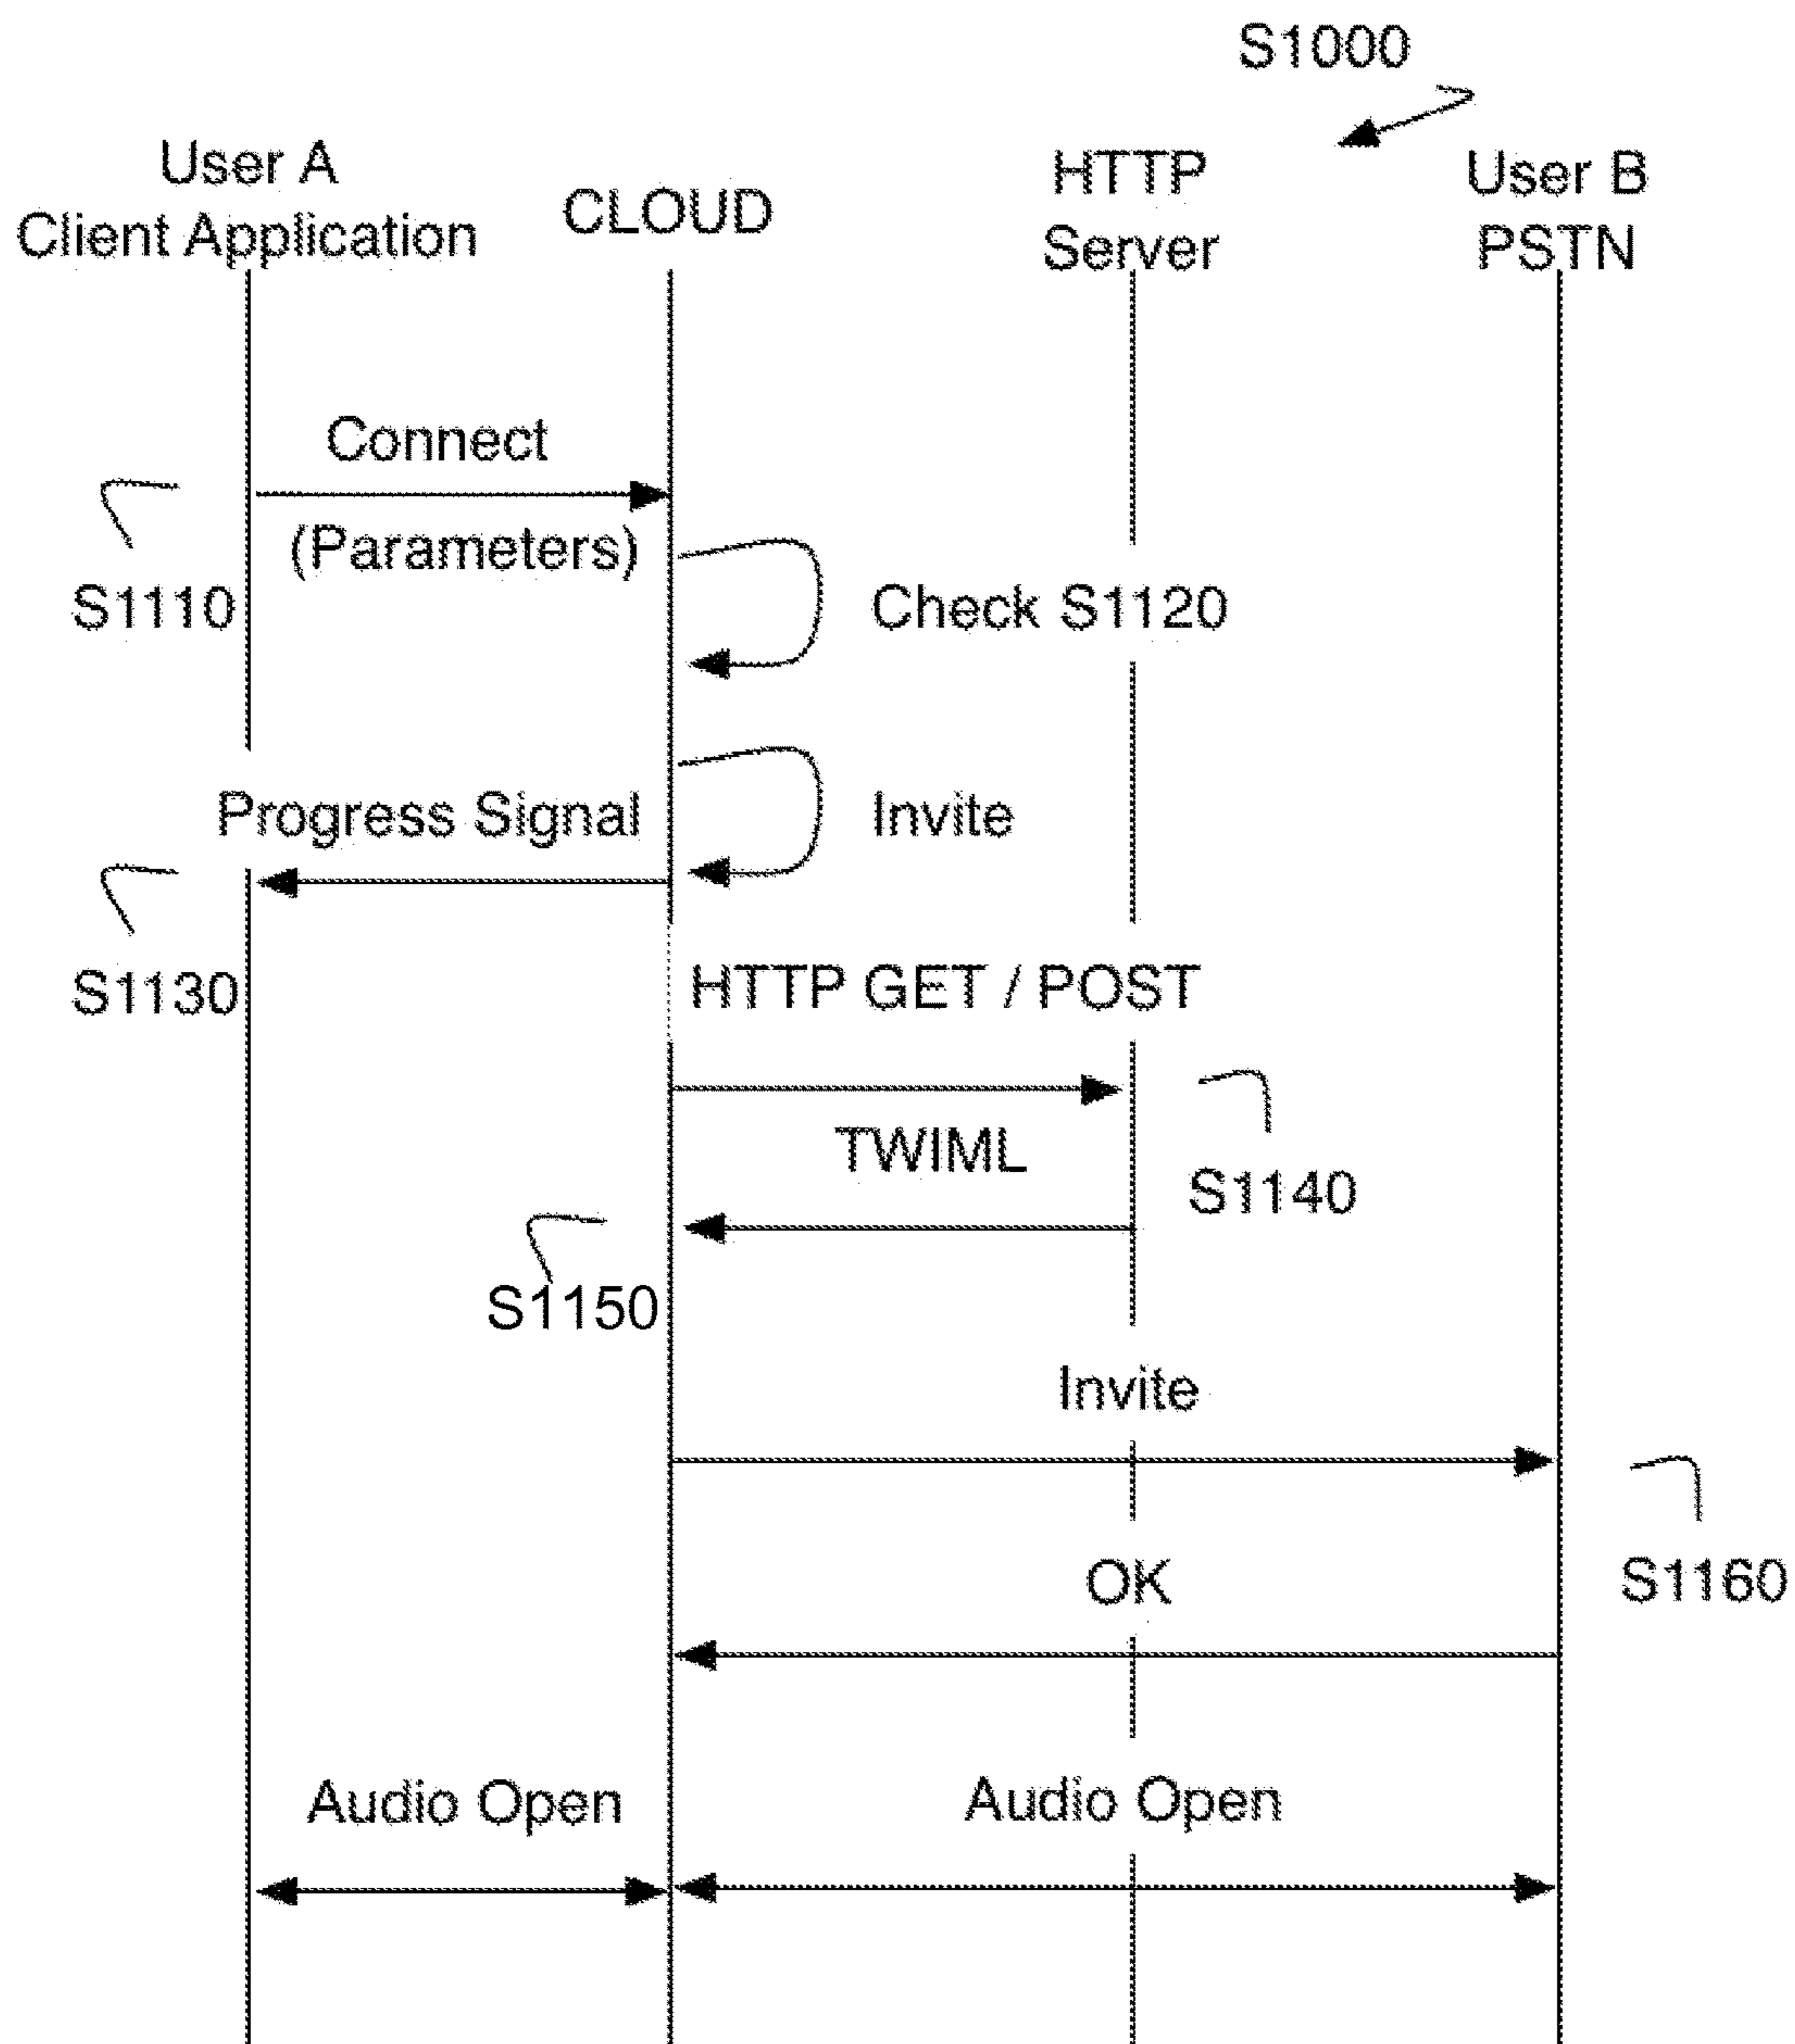 S1000
User A
Client Application
CLOUD
HTTP
Server
User B
PSTN
Connect
(Parameters)
S1110
Check S1120
Progress Signal
Invite
S1130
HTTP GET / POST
TWIML
S1140
S1150
Invite
OK
S1160
Audio Open
Audio Open